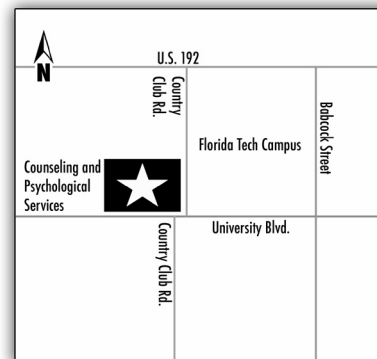 U.S. 192
N
Country
Club Rd.
Babcock Street
Florida Tech Campus
Counseling and
Psychological
Services
University Blvd.
Country Club Rd.